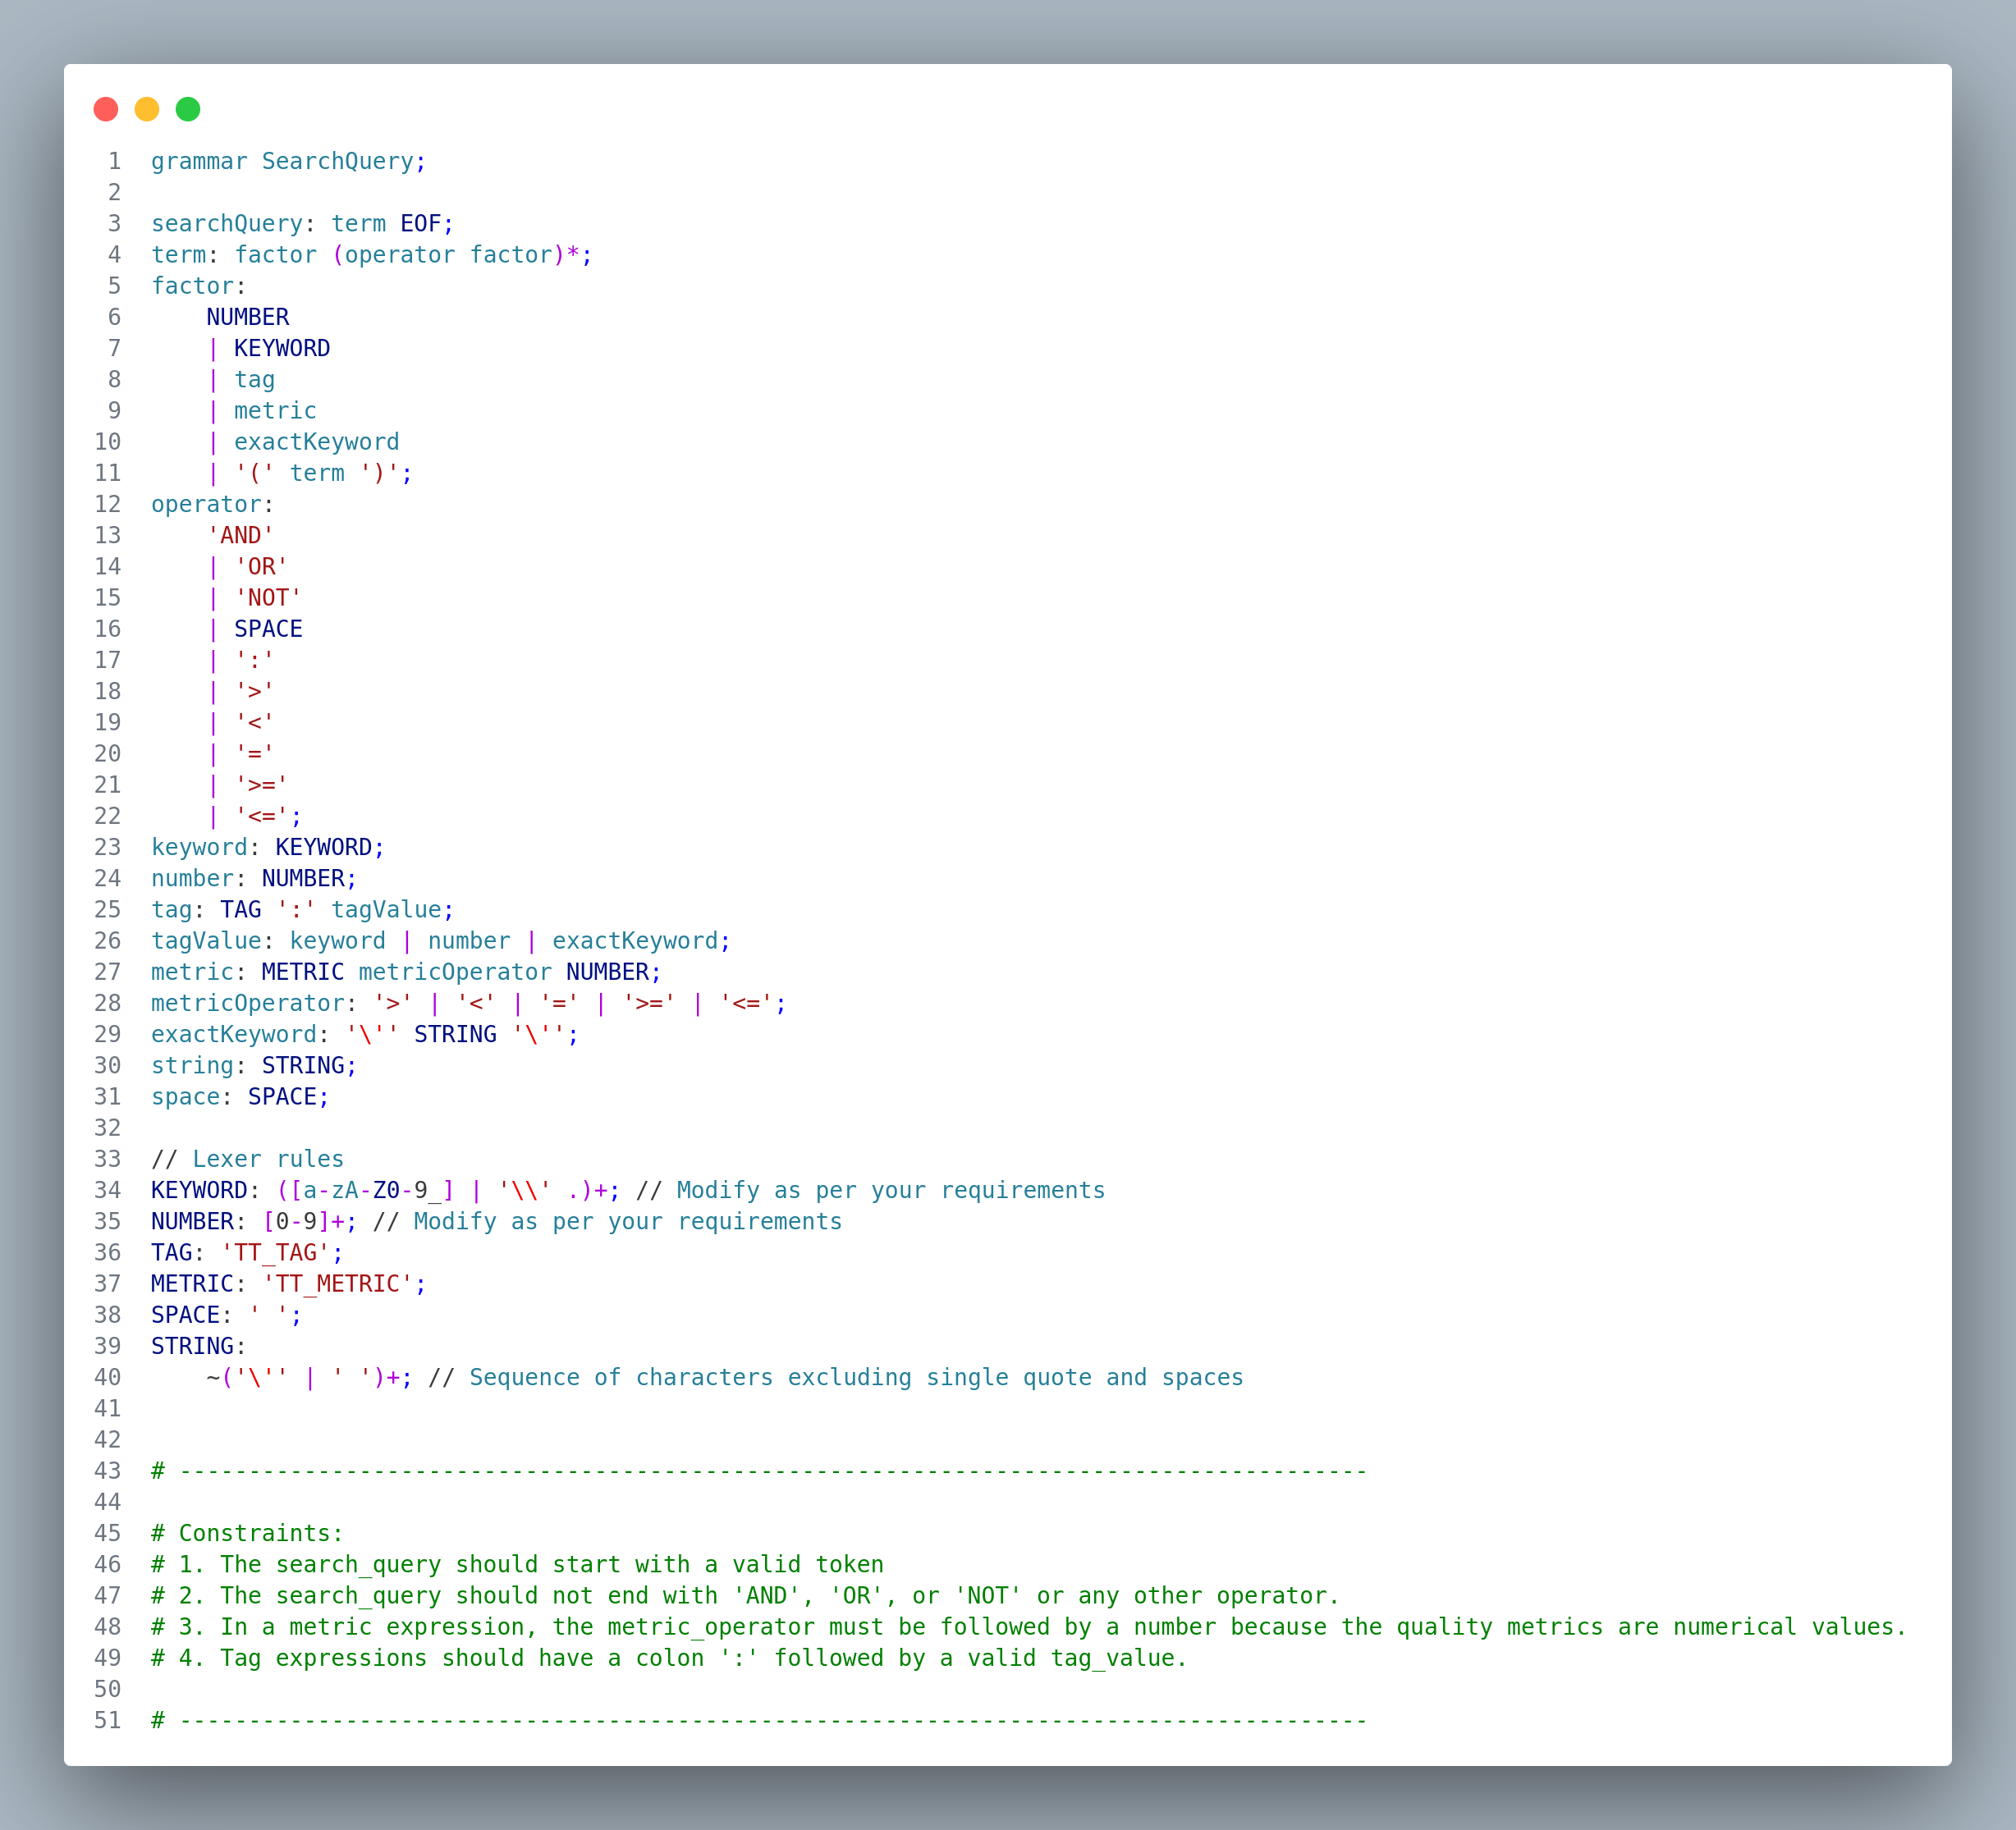 1 grammar SearchQuery;
2
3 searchQuery: term EOF;
4 term: factor (operator factor)*;
5 factor:
6     NUMBER
7     | KEYWORD
8     | tag
9     | metric
10     | exactKeyword
11     | '(' term ')';
12 operator:
13     'AND'
14     | 'OR'
15     | 'NOT'
16     | SPACE
17     | ':'
18     | '>'
19     | '<'
20     | '='
21     | '>='
22     | '<=';
23 keyword: KEYWORD;
24 number: NUMBER;
25 tag: TAG ':' tagValue;
26 tagValue: keyword | number | exactKeyword;
27 metric: METRIC metricOperator NUMBER;
28 metricOperator: '>' | '<' | '=' | '>=' | '<=';
29 exactKeyword: '\'' STRING '\'';
30 string: STRING;
31 space: SPACE;
32
33 // Lexer rules
34 KEYWORD: ([a-zA-Z0-9_] | '\\' .)+; // Modify as per your requirements
35 NUMBER: [0-9]+; // Modify as per your requirements
36 TAG: 'TT_TAG';
37 METRIC: 'TT_METRIC';
38 SPACE: ' ';
39 STRING:
40     ~('\'' | ' ')+; // Sequence of characters excluding single quote and spaces
41
42
43 # --------------------------------------------------------------------------------------
44
45 # Constraints:
46 # 1. The search_query should start with a valid token
47 # 2. The search_query should not end with 'AND', 'OR', or 'NOT' or any other operator.
48 # 3. In a metric expression, the metric_operator must be followed by a number because the quality metrics are numerical values.
49 # 4. Tag expressions should have a colon ':' followed by a valid tag_value.
50
51 # --------------------------------------------------------------------------------------